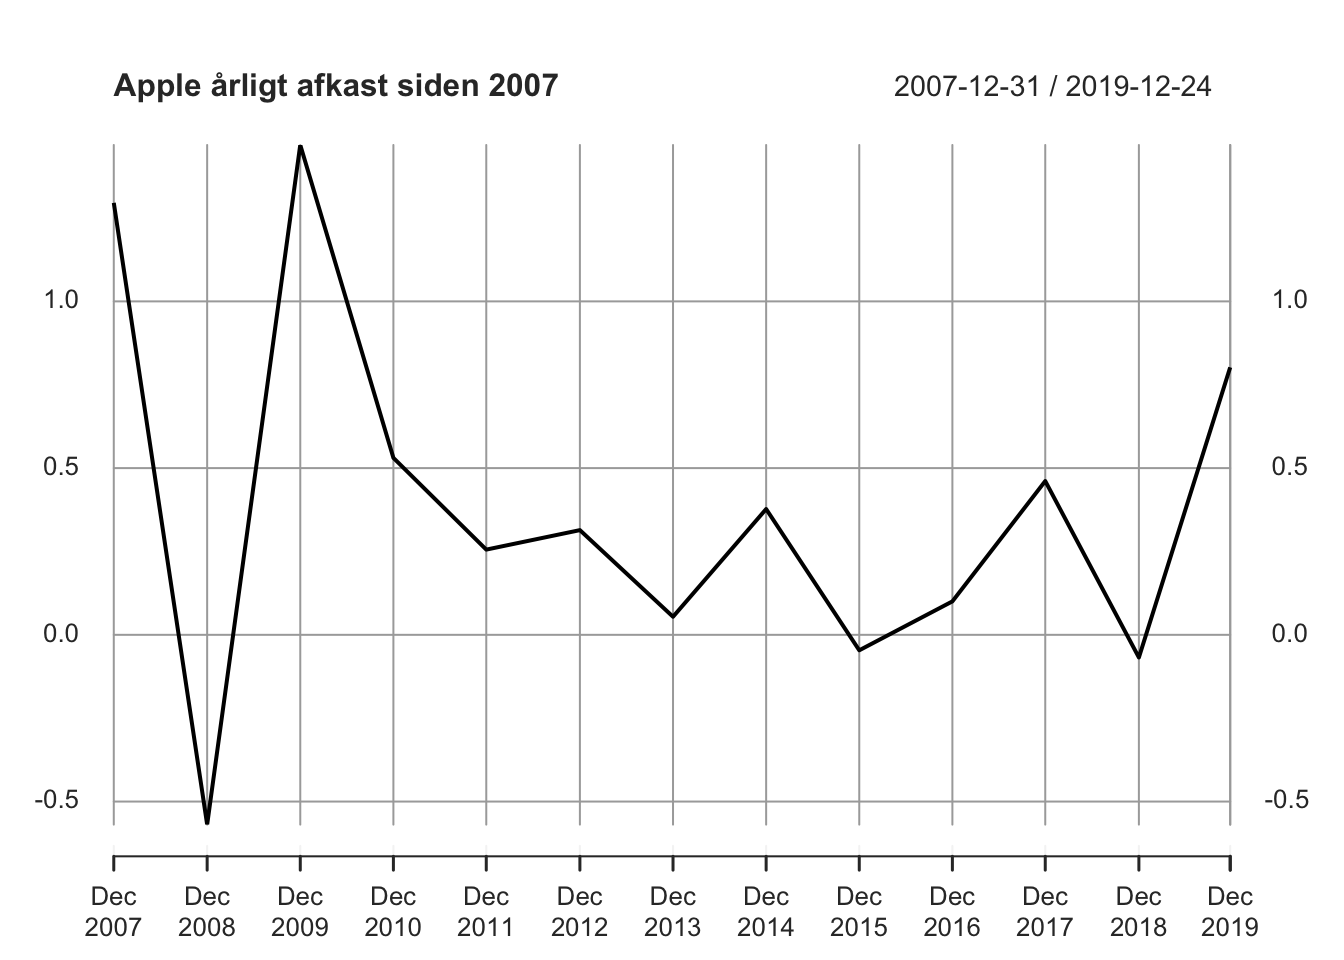 Apple årligt afkast siden 2007 2007-12-31 / 2019-12-24
1.0 1.0
0.5 0.5
0.0 0.0
-0.5 -0.5
Dec Dec Dec Dec Dec Dec Dec Dec Dec Dec Dec Dec Dec
2007 2008 2009 2010 2011 2012 2013 2014 2015 2016 2017 2018 2019